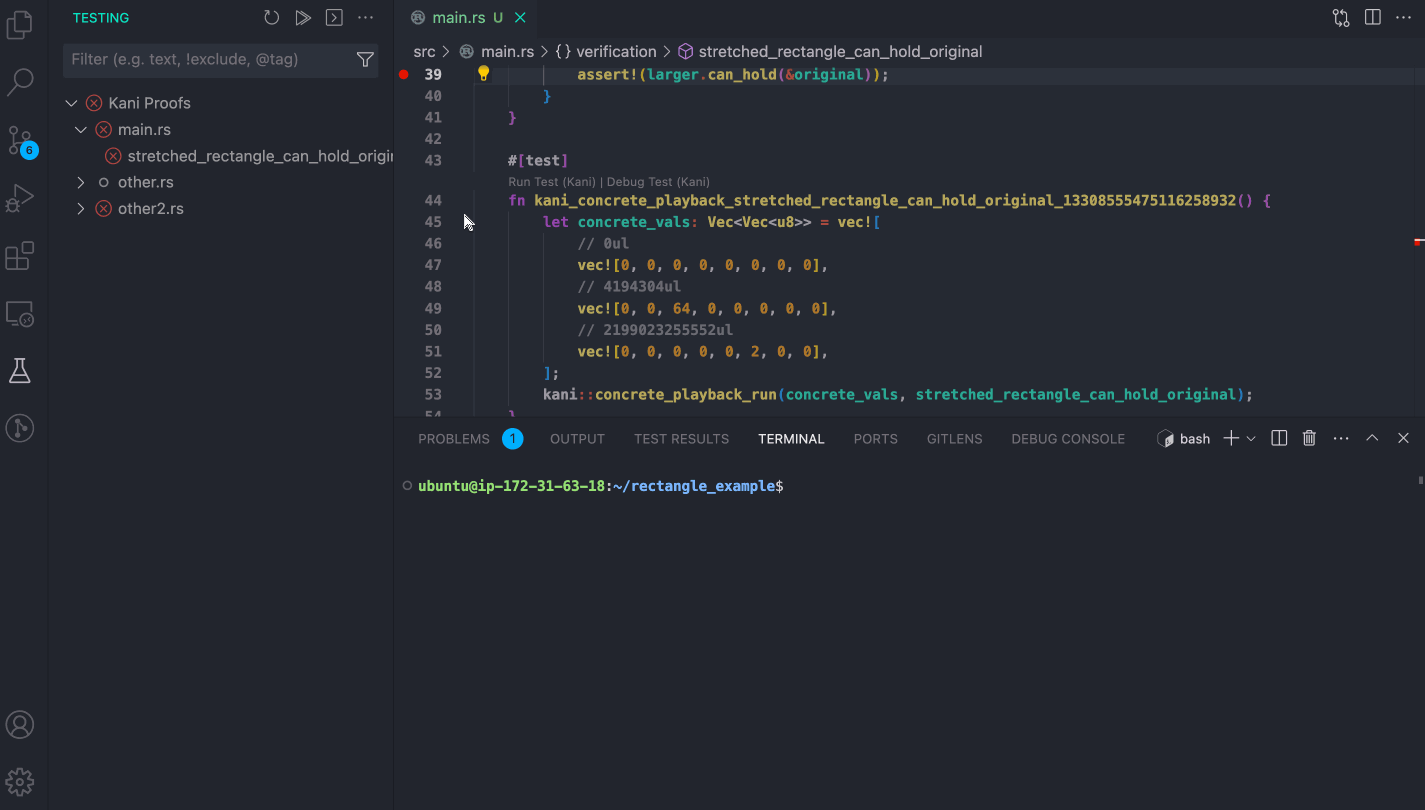 TESTING
Filter (e.g. text, !exclude, @tag)
Kani Proofs
main.rs
stretched_rectangle_can_hold_origi
other.rs
other2.rs
6
main.rs U
src > main.rs > {} verification > stretched_rectangle_can_hold_original
39 assert!(larger.can_hold(&original));
40 }
41 }
42
43 #[test]
Run Test (Kani) | Debug Test (Kani)
44 fn kani_concrete_playback_stretched_rectangle_can_hold_original_13308555475116258932() {
45 let concrete_vals: Vec<Vec<u8>> = vec![
46 // 0ul
47 vec![0, 0, 0, 0, 0, 0, 0, 0],
48 // 4194304ul
49 vec![0, 0, 64, 0, 0, 0, 0, 0],
50 // 2199023255552ul
51 vec![0, 0, 0, 0, 0, 2, 0, 0],
52 ];
53 kani::concrete_playback_run(concrete_vals, stretched_rectangle_can_hold_original);
54 }
PROBLEMS 1 OUTPUT TEST RESULTS TERMINAL PORTS GITLENS DEBUG CONSOLE bash
ubuntu@ip-172-31-63-18:~/rectangle_example$